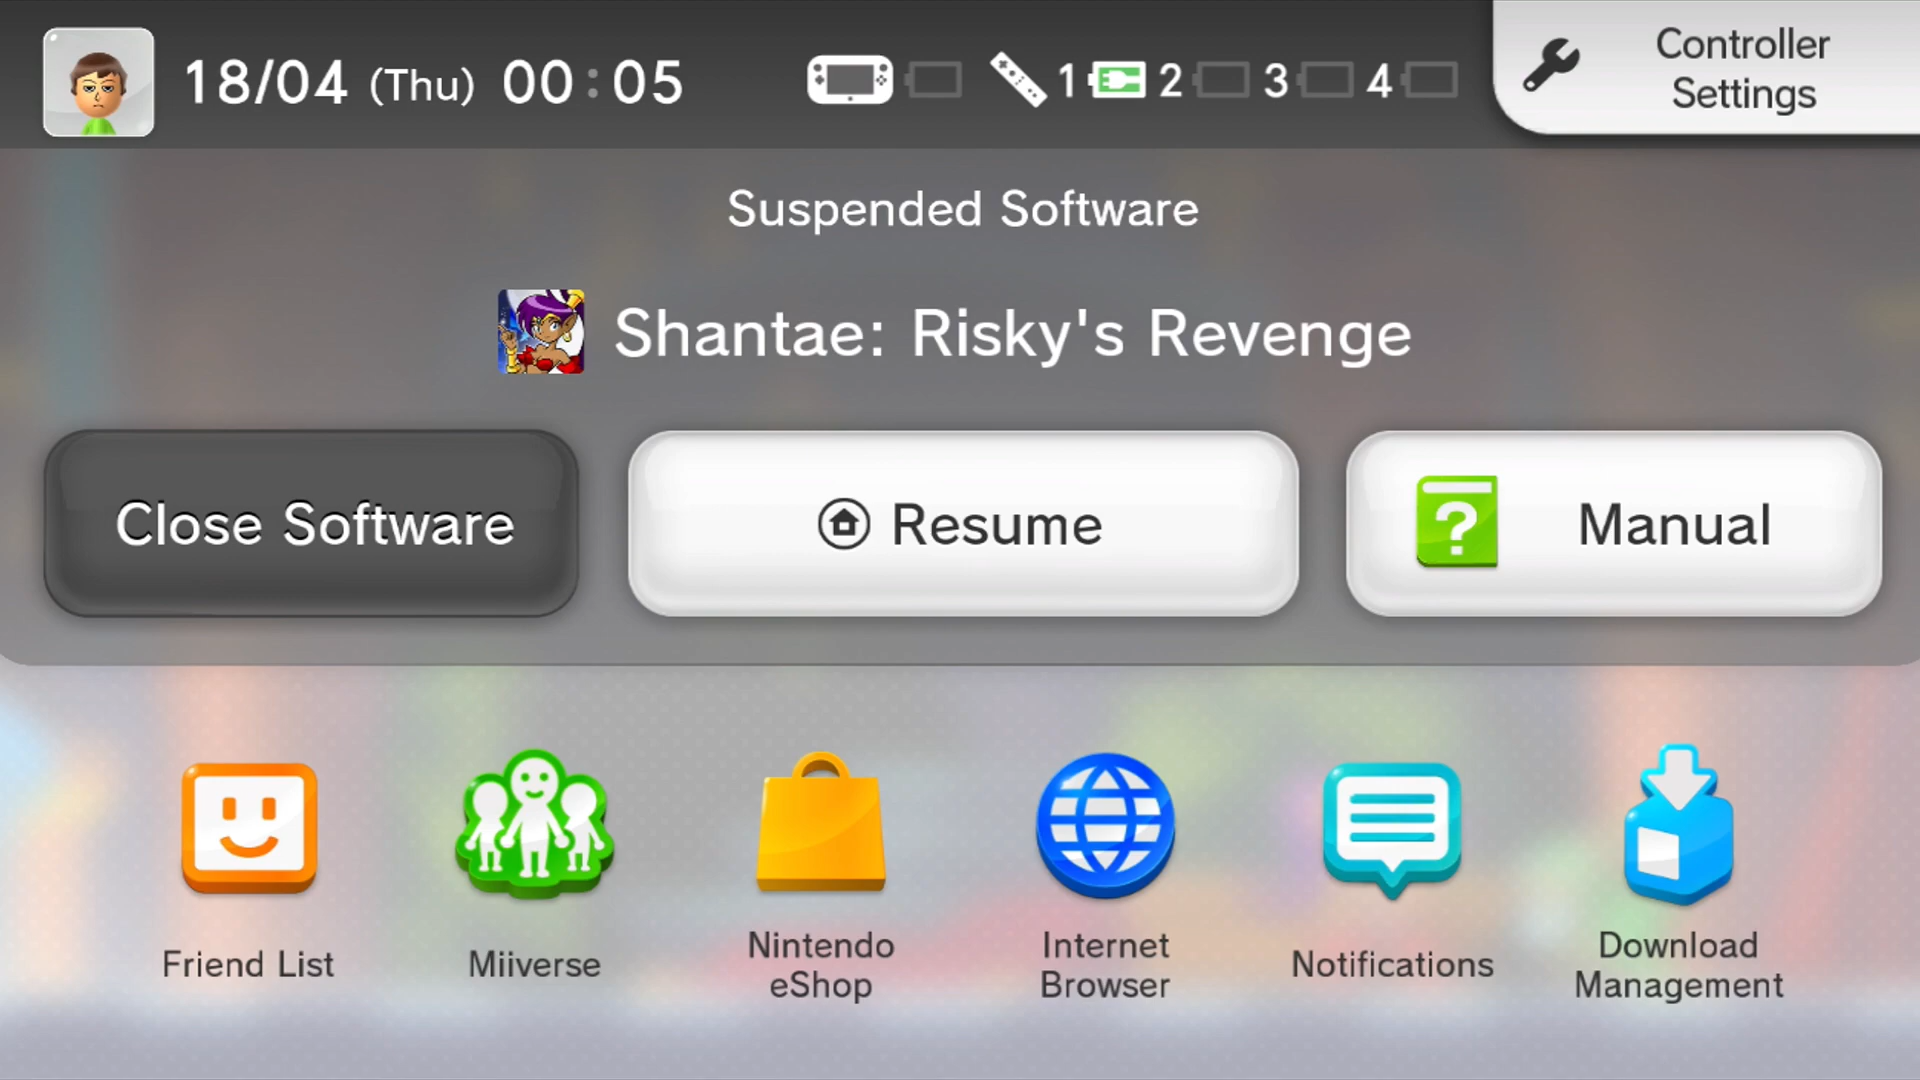 18/04 (Thu) 00:05
1 2 3 4
Controller
Settings
Suspended Software
Shantae: Risky's Revenge
Close Software
Resume
? Manual
Friend List
Miiverse
Nintendo
eShop
Internet
Browser
Notifications
Download
Management